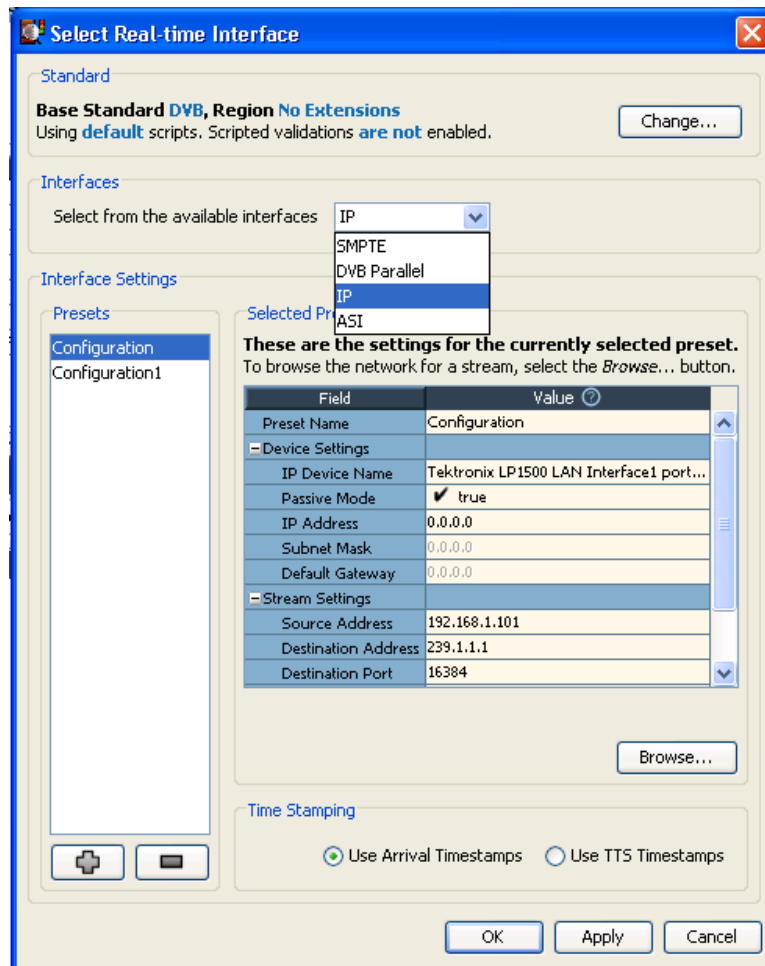 Select Real-time Interface
Standard
Base Standard DVB, Region No Extensions
Using default scripts. Scripted validations are not enabled.
Change...
Interfaces
Select from the available interfaces IP
SMPTE
DVB Parallel
IP
ASI
Interface Settings
Presets
Configuration
Configuration1
Selected Pr
These are the settings for the currently selected preset.
To browse the network for a stream, select the Browse... button.
Field Value
Preset Name Configuration
Device Settings
IP Device Name Tektronix LP1500 LAN Interface1 port...
Passive Mode true
IP Address 0.0.0.0
Subnet Mask 0.0.0.0
Default Gateway 0.0.0.0
Stream Settings
Source Address 192.168.1.101
Destination Address 239.1.1.1
Destination Port 16384
Browse...
Time Stamping
Use Arrival Timestamps Use TTS Timestamps
OK Apply Cancel